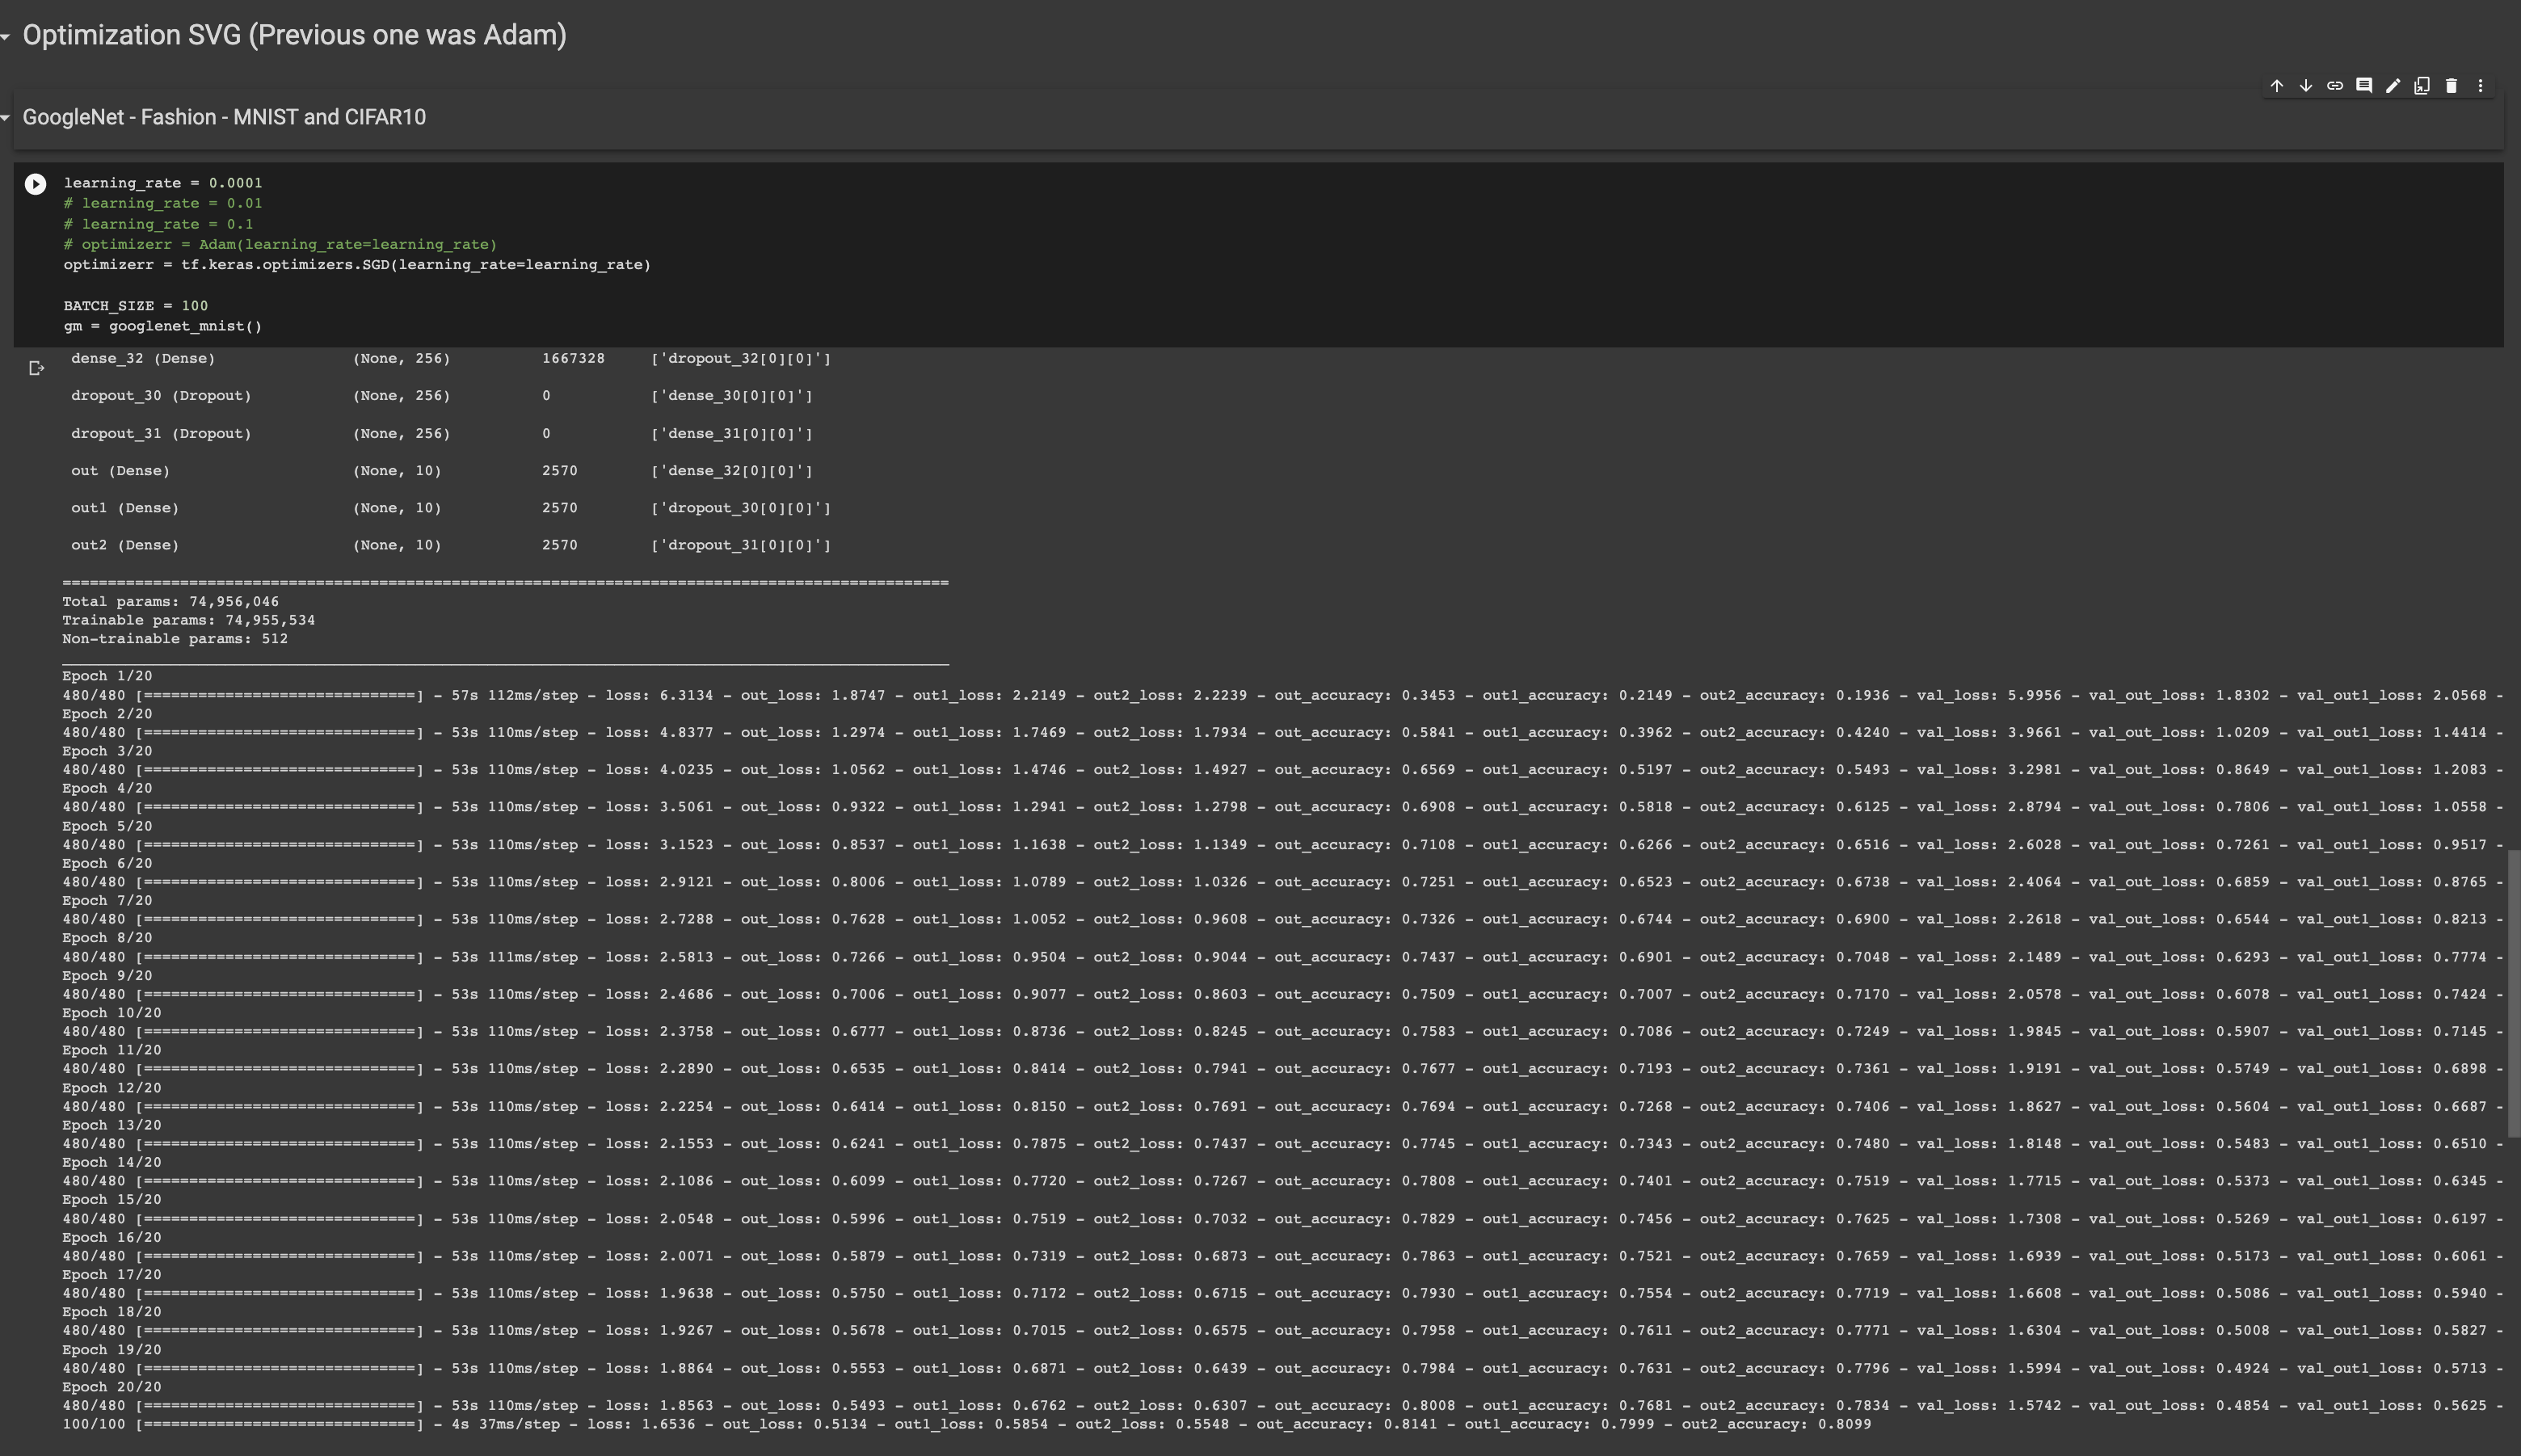 Optimization SVG (Previous one was Adam)
GoogleNet - Fashion - MNIST and CIFAR10
learning_rate = 0.0001
# learning_rate = 0.01
# learning_rate = 0.1
# optimizerr = Adam(learning_rate=learning_rate)
optimizerr = tf.keras.optimizers.SGD(learning_rate=learning_rate)
BATCH_SIZE = 100
gm = googlenet_mnist()
dense_32 (Dense) (None, 256) 1667328 ['dropout_32[0][0]']
dropout_30 (Dropout) (None, 256) 0 ['dense_30[0][0]']
dropout_31 (Dropout) (None, 256) 0 ['dense_31[0][0]']
out (Dense) (None, 10) 2570 ['dense_32[0][0]']
out1 (Dense) (None, 10) 2570 ['dropout_30[0][0]']
out2 (Dense) (None, 10) 2570 ['dropout_31[0][0]']
==================================================================================================
Total params: 74,956,046
Trainable params: 74,955,534
Non-trainable params: 512
__________________________________________________________________________________________________
Epoch 1/20
480/480 [==============================] - 57s 112ms/step - loss: 6.3134 - out_loss: 1.8747 - out1_loss: 2.2149 - out2_loss: 2.2239 - out_accuracy: 0.3453 - out1_accuracy: 0.2149 - out2_accuracy: 0.1936 - val_loss: 5.9956 - val_out_loss: 1.8302 - val_out1_loss: 2.0568 -
Epoch 2/20
480/480 [==============================] - 53s 110ms/step - loss: 4.8377 - out_loss: 1.2974 - out1_loss: 1.7469 - out2_loss: 1.7934 - out_accuracy: 0.5841 - out1_accuracy: 0.3962 - out2_accuracy: 0.4240 - val_loss: 3.9661 - val_out_loss: 1.0209 - val_out1_loss: 1.4414 -
Epoch 3/20
480/480 [==============================] - 53s 110ms/step - loss: 4.0235 - out_loss: 1.0562 - out1_loss: 1.4746 - out2_loss: 1.4927 - out_accuracy: 0.6569 - out1_accuracy: 0.5197 - out2_accuracy: 0.5493 - val_loss: 3.2981 - val_out_loss: 0.8649 - val_out1_loss: 1.2083 -
Epoch 4/20
480/480 [==============================] - 53s 110ms/step - loss: 3.5061 - out_loss: 0.9322 - out1_loss: 1.2941 - out2_loss: 1.2798 - out_accuracy: 0.6908 - out1_accuracy: 0.5818 - out2_accuracy: 0.6125 - val_loss: 2.8794 - val_out_loss: 0.7806 - val_out1_loss: 1.0558 -
Epoch 5/20
480/480 [==============================] - 53s 110ms/step - loss: 3.1523 - out_loss: 0.8537 - out1_loss: 1.1638 - out2_loss: 1.1349 - out_accuracy: 0.7108 - out1_accuracy: 0.6266 - out2_accuracy: 0.6516 - val_loss: 2.6028 - val_out_loss: 0.7261 - val_out1_loss: 0.9517 -
Epoch 6/20
480/480 [==============================] - 53s 110ms/step - loss: 2.9121 - out_loss: 0.8006 - out1_loss: 1.0789 - out2_loss: 1.0326 - out_accuracy: 0.7251 - out1_accuracy: 0.6523 - out2_accuracy: 0.6738 - val_loss: 2.4064 - val_out_loss: 0.6859 - val_out1_loss: 0.8765 -
Epoch 7/20
480/480 [==============================] - 53s 110ms/step - loss: 2.7288 - out_loss: 0.7628 - out1_loss: 1.0052 - out2_loss: 0.9608 - out_accuracy: 0.7326 - out1_accuracy: 0.6744 - out2_accuracy: 0.6900 - val_loss: 2.2618 - val_out_loss: 0.6544 - val_out1_loss: 0.8213 -
Epoch 8/20
480/480 [==============================] - 53s 111ms/step - loss: 2.5813 - out_loss: 0.7266 - out1_loss: 0.9504 - out2_loss: 0.9044 - out_accuracy: 0.7437 - out1_accuracy: 0.6901 - out2_accuracy: 0.7048 - val_loss: 2.1489 - val_out_loss: 0.6293 - val_out1_loss: 0.7774 -
Epoch 9/20
480/480 [==============================] - 53s 110ms/step - loss: 2.4686 - out_loss: 0.7006 - out1_loss: 0.9077 - out2_loss: 0.8603 - out_accuracy: 0.7509 - out1_accuracy: 0.7007 - out2_accuracy: 0.7170 - val_loss: 2.0578 - val_out_loss: 0.6078 - val_out1_loss: 0.7424 -
Epoch 10/20
480/480 [==============================] - 53s 110ms/step - loss: 2.3758 - out_loss: 0.6777 - out1_loss: 0.8736 - out2_loss: 0.8245 - out_accuracy: 0.7583 - out1_accuracy: 0.7086 - out2_accuracy: 0.7249 - val_loss: 1.9845 - val_out_loss: 0.5907 - val_out1_loss: 0.7145 -
Epoch 11/20
480/480 [==============================] - 53s 110ms/step - loss: 2.2890 - out_loss: 0.6535 - out1_loss: 0.8414 - out2_loss: 0.7941 - out_accuracy: 0.7677 - out1_accuracy: 0.7193 - out2_accuracy: 0.7361 - val_loss: 1.9191 - val_out_loss: 0.5749 - val_out1_loss: 0.6898 -
Epoch 12/20
480/480 [==============================] - 53s 110ms/step - loss: 2.2254 - out_loss: 0.6414 - out1_loss: 0.8150 - out2_loss: 0.7691 - out_accuracy: 0.7694 - out1_accuracy: 0.7268 - out2_accuracy: 0.7406 - val_loss: 1.8627 - val_out_loss: 0.5604 - val_out1_loss: 0.6687 -
Epoch 13/20
480/480 [==============================] - 53s 110ms/step - loss: 2.1553 - out_loss: 0.6241 - out1_loss: 0.7875 - out2_loss: 0.7437 - out_accuracy: 0.7745 - out1_accuracy: 0.7343 - out2_accuracy: 0.7480 - val_loss: 1.8148 - val_out_loss: 0.5483 - val_out1_loss: 0.6510 -
Epoch 14/20
480/480 [==============================] - 53s 110ms/step - loss: 2.1086 - out_loss: 0.6099 - out1_loss: 0.7720 - out2_loss: 0.7267 - out_accuracy: 0.7808 - out1_accuracy: 0.7401 - out2_accuracy: 0.7519 - val_loss: 1.7715 - val_out_loss: 0.5373 - val_out1_loss: 0.6345 -
Epoch 15/20
480/480 [==============================] - 53s 110ms/step - loss: 2.0548 - out_loss: 0.5996 - out1_loss: 0.7519 - out2_loss: 0.7032 - out_accuracy: 0.7829 - out1_accuracy: 0.7456 - out2_accuracy: 0.7625 - val_loss: 1.7308 - val_out_loss: 0.5269 - val_out1_loss: 0.6197 -
Epoch 16/20
480/480 [==============================] - 53s 110ms/step - loss: 2.0071 - out_loss: 0.5879 - out1_loss: 0.7319 - out2_loss: 0.6873 - out_accuracy: 0.7863 - out1_accuracy: 0.7521 - out2_accuracy: 0.7659 - val_loss: 1.6939 - val_out_loss: 0.5173 - val_out1_loss: 0.6061 -
Epoch 17/20
480/480 [==============================] - 53s 110ms/step - loss: 1.9638 - out_loss: 0.5750 - out1_loss: 0.7172 - out2_loss: 0.6715 - out_accuracy: 0.7930 - out1_accuracy: 0.7554 - out2_accuracy: 0.7719 - val_loss: 1.6608 - val_out_loss: 0.5086 - val_out1_loss: 0.5940 -
Epoch 18/20
480/480 [==============================] - 53s 110ms/step - loss: 1.9267 - out_loss: 0.5678 - out1_loss: 0.7015 - out2_loss: 0.6575 - out_accuracy: 0.7958 - out1_accuracy: 0.7611 - out2_accuracy: 0.7771 - val_loss: 1.6304 - val_out_loss: 0.5008 - val_out1_loss: 0.5827 -
Epoch 19/20
480/480 [==============================] - 53s 110ms/step - loss: 1.8864 - out_loss: 0.5553 - out1_loss: 0.6871 - out2_loss: 0.6439 - out_accuracy: 0.7984 - out1_accuracy: 0.7631 - out2_accuracy: 0.7796 - val_loss: 1.5994 - val_out_loss: 0.4924 - val_out1_loss: 0.5713 -
Epoch 20/20
480/480 [==============================] - 53s 110ms/step - loss: 1.8563 - out_loss: 0.5493 - out1_loss: 0.6762 - out2_loss: 0.6307 - out_accuracy: 0.8008 - out1_accuracy: 0.7681 - out2_accuracy: 0.7834 - val_loss: 1.5742 - val_out_loss: 0.4854 - val_out1_loss: 0.5625 -
100/100 [==============================] - 4s 37ms/step - loss: 1.6536 - out_loss: 0.5134 - out1_loss: 0.5854 - out2_loss: 0.5548 - out_accuracy: 0.8141 - out1_accuracy: 0.7999 - out2_accuracy: 0.8099